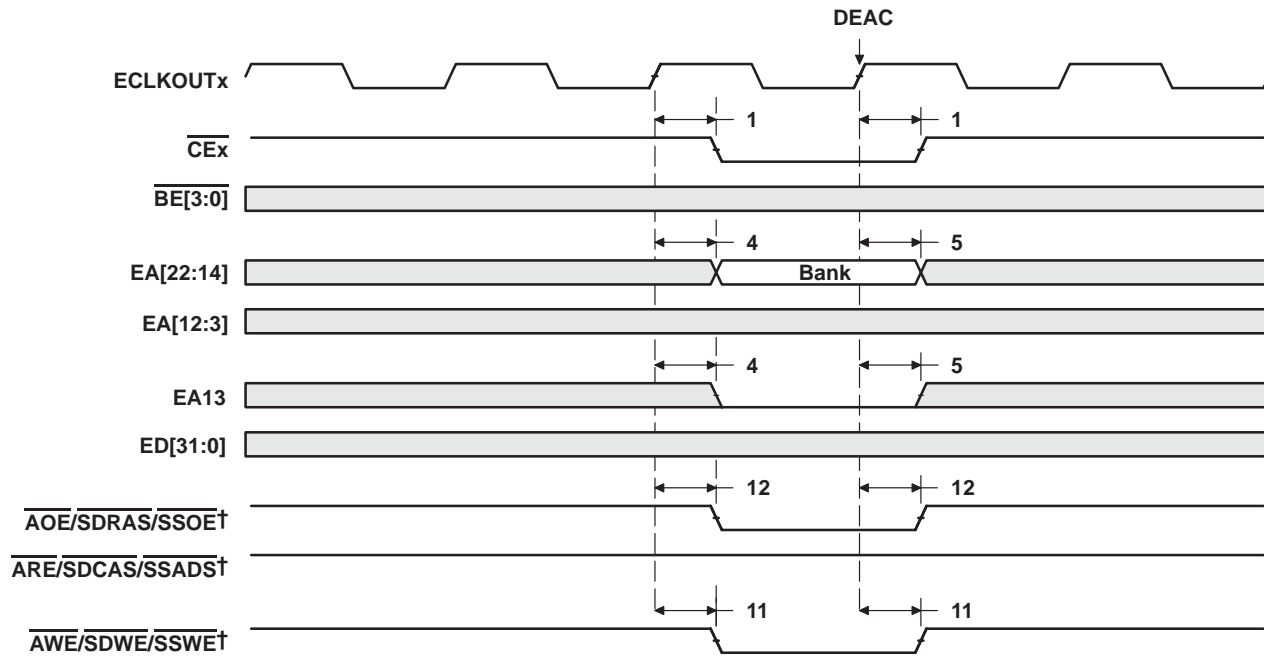 DEAC
ECLKOUTx
1 1
CEx
BE[3:0]
4 5
EA[22:14] Bank
EA[12:3]
4 5
EA13
ED[31:0]
12 12
AOE/SDRAS/SSOE†
ARE/SDCAS/SSADS†
11 11
AWE/SDWE/SSWE†